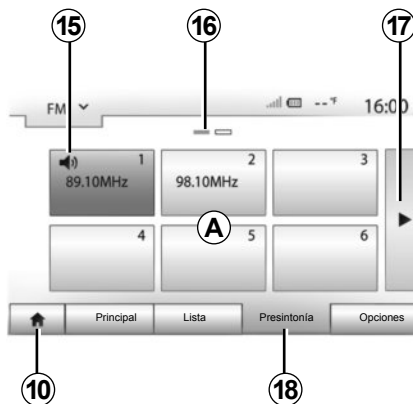 15 16 17
FM -- °F 16:00
1 2 3
89.10MHz 98.10MHz
A
4 5 6
Principal Lista Presintonía Opciones
10 18